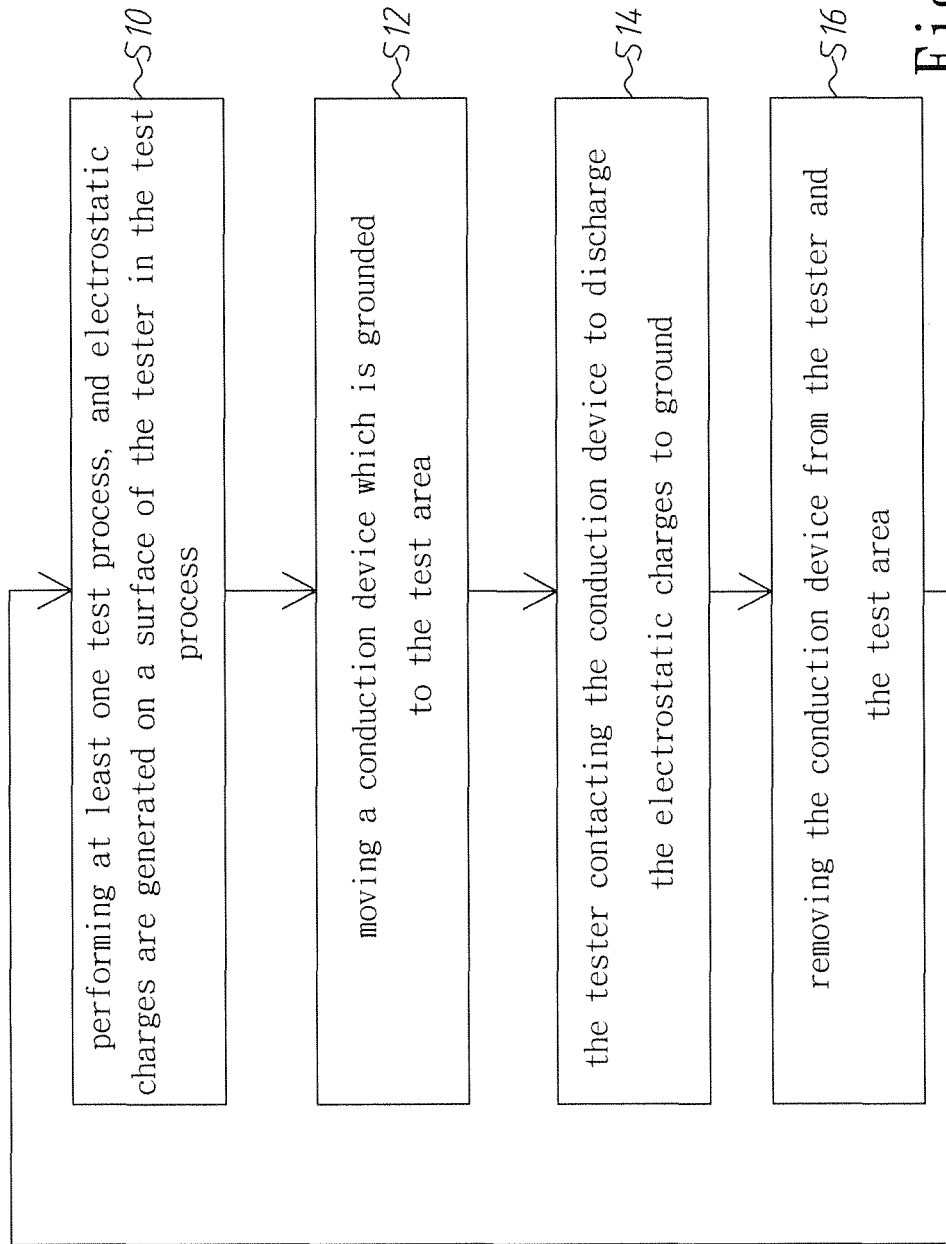 performing at least one test process, and electrostatic
charges are generated on a surface of the tester in the test
process
S10
moving a conduction device which is grounded
to the test area
S12
the tester contacting the conduction device to discharge
the electrostatic charges to ground
S14
removing the conduction device from the tester and
the test area
S16